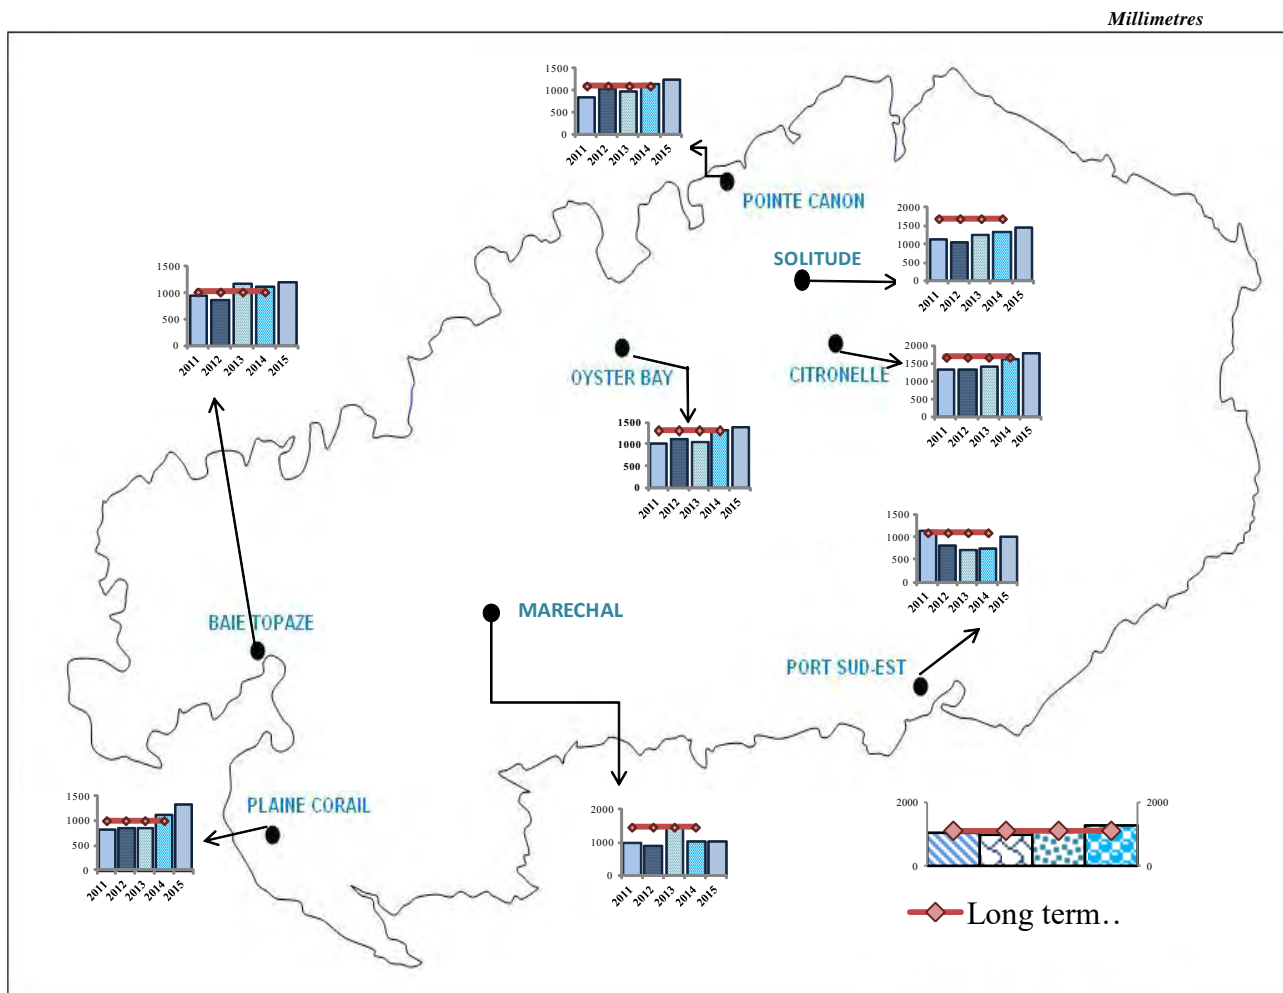 Millimetres
1500
1000
500
0
2011 2012 2013 2014 2015
POINTE CANON
2000
1500
1000
500
0
2011 2012 2013 2014 2015
SOLITUDE
1500
1000
500
0
2011 2012 2013 2014 2015
OYSTER BAY
CITRONELLE
2000
1500
1000
500
0
2011 2012 2013 2014 2015
1500
1000
500
0
2011 2012 2013 2014 2015
1500
1000
500
0
2011 2012 2013 2014 2015
MARECHAL
BAIE TOPAZE
PORT SUD-EST
1500
1000
500
0
2011 2012 2013 2014 2015
PLAINE CORAIL
2000
1000
0
2011 2012 2013 2014 2015
2000
0
2000
0
Long term..